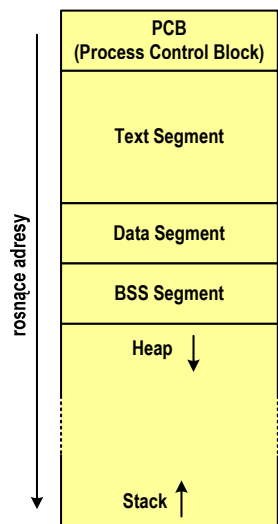 PCB
(Process Control Block)
Text Segment
Data Segment
BSS Segment
Heap
Stack
rosnące adresy